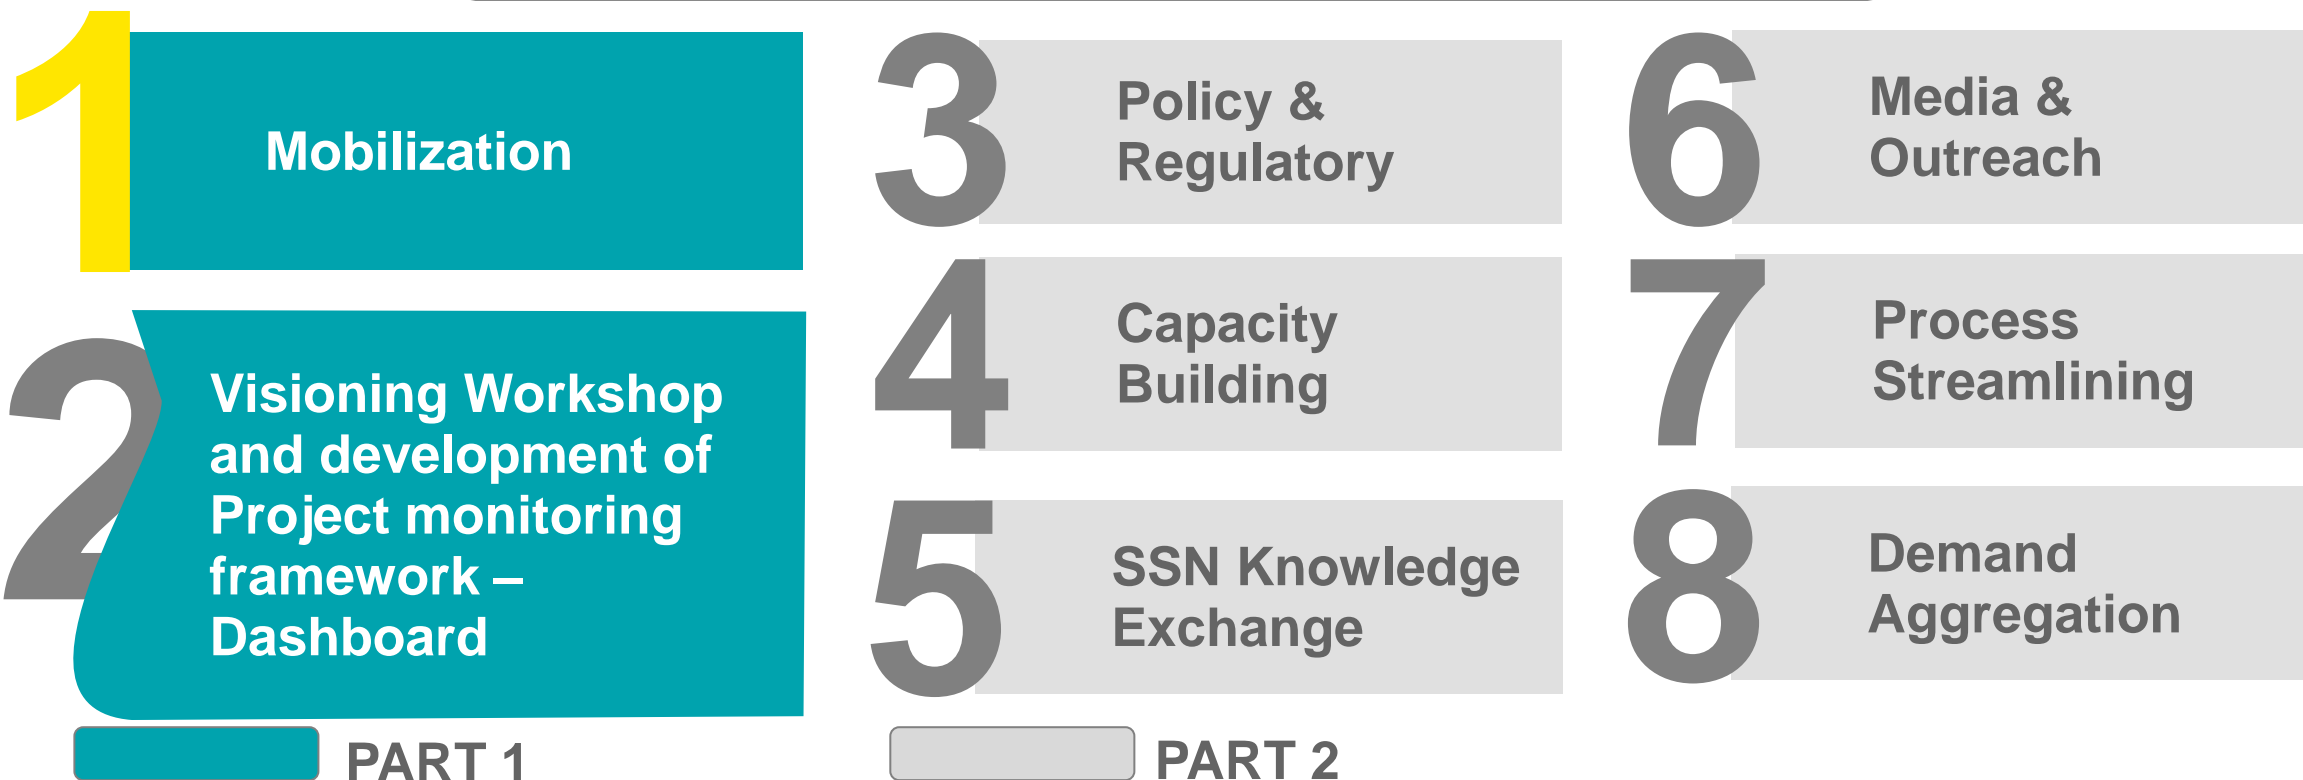 1
Mobilization
2
Visioning Workshop
and development of
Project monitoring
framework –
Dashboard
3
Policy &
Regulatory
4
Capacity
Building
5
SSN Knowledge
Exchange
6
Media &
Outreach
7
Process
Streamlining
8
Demand
Aggregation
PART 1
PART 2